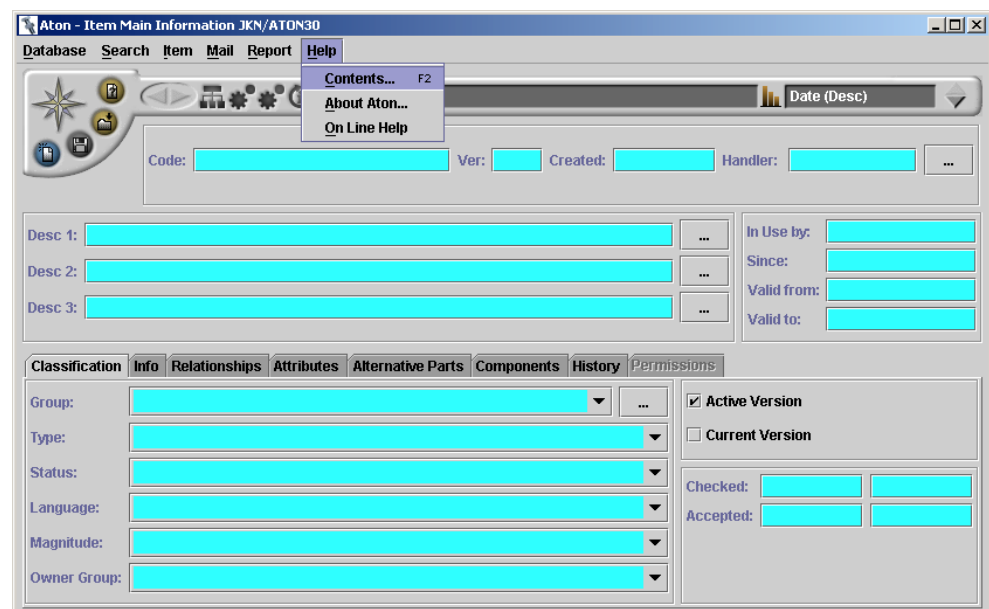 Aton - Item Main Information JKN/ATON30
Database Search Item Mail Report Help
Contents... F2
About Aton...
On Line Help
Date (Desc)
Code: Ver: Created: Handler: ...
Desc 1: ...
Desc 2: ...
Desc 3: ...
In Use by:
Since:
Valid from:
Valid to:
Classification Info Relationships Attributes Alternative Parts Components History Permissions
Group: ...
Type:
Status:
Language:
Magnitude:
Owner Group:
Active Version
Current Version
Checked:
Accepted: